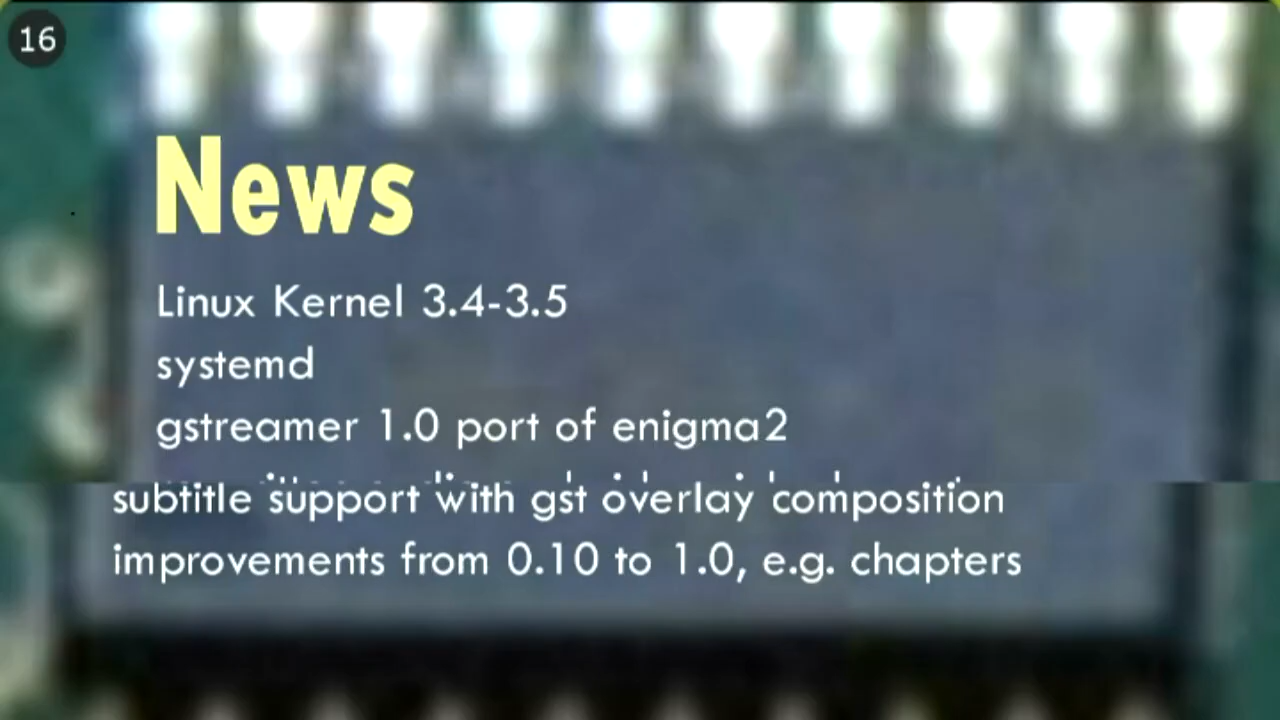 16
News
Linux Kernel 3.4-3.5
systemd
gstreamer 1.0 port of enigma2
subtitle support with gst overlay composition
improvements from 0.10 to 1.0, e.g. chapters